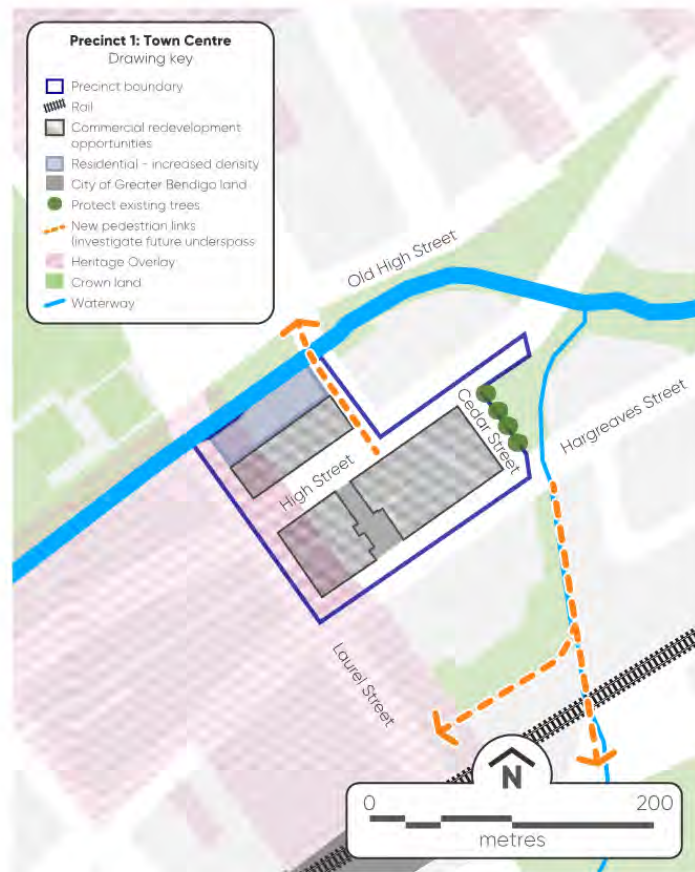 Precinct 1: Town Centre
Drawing key
Precinct boundary
Rail
Commercial redevelopment
opportunities
Residential - increased density
City of Greater Bendigo land
Protect existing trees
New pedestrian links
(investigate future underspass
Heritage Overlay
Crown land
Waterway
Old High Street
Cedar Street
Hargreaves Street
High Street
Laurel Street
N
0 200
metres